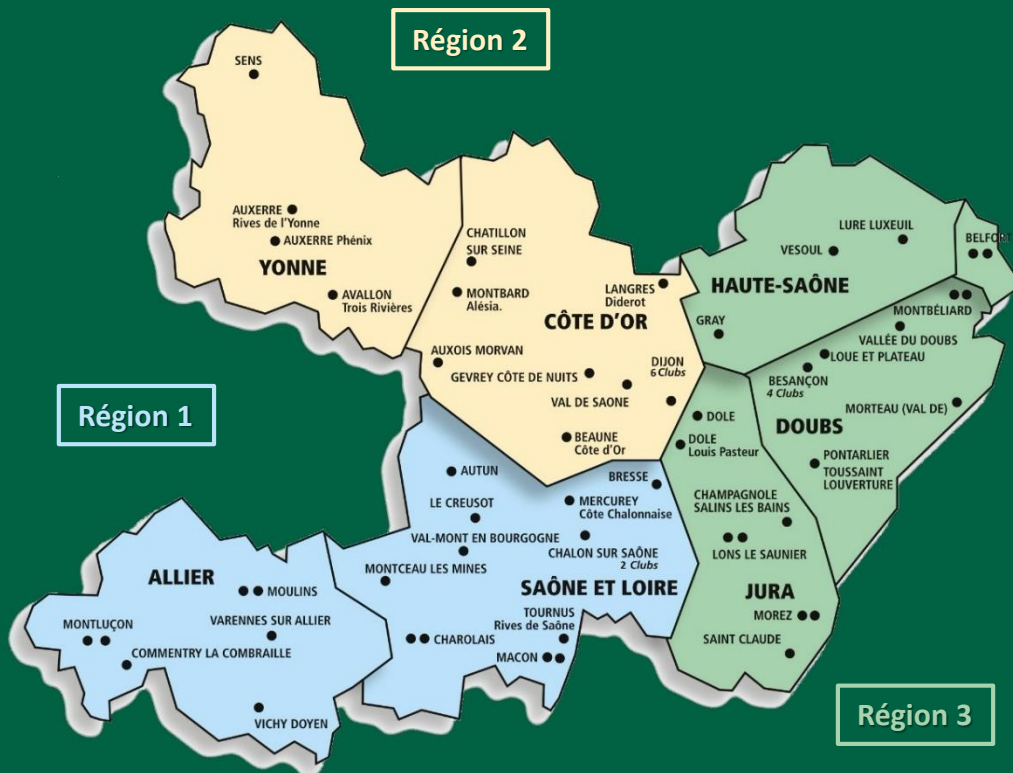 Région 2
SENS
AUXERRE
Rives de l'Yonne
AUXERRE Phénix
YONNE
AVALLON
Trois Rivières
CHATILLON
SUR SEINE
MONTBARD
Alésia.
LANGRES
Diderot
CÔTE D'OR
AUXOIS MORVAN
GEVREY CÔTE DE NUITS
DIJON
6 Clubs
VAL DE SAONE
BEAUNE
Côte d'Or
LURE LUXEUIL
VESOUL
BELFORT
HAUTE-SAÔNE
GRAY
MONTBÉLIARD
VALLÉE DU DOUBS
LOUE ET PLATEAU
BESANÇON
4 Clubs
MORTEAU (VAL DE)
DOUBS
PONTARLIER
TOUSSAINT
LOUVERTURE
DOLE
DOLE
Louis Pasteur
CHAMPAGNOLE
SALINS LES BAINS
LONS LE SAUNIER
JURA
MOREZ
SAINT CLAUDE
Région 3
Région 1
AUTUN
BRESSE
LE CREUSOT
MERCUREY
Côte Chalonnaise
VAL-MONT EN BOURGOGNE
CHALON SUR SAÔNE
2 Clubs
MONTCEAU LES MINES
SAÔNE ET LOIRE
TOURNUS
Rives de Saône
CHAROLAIS
MACON
ALLIER
MOULINS
MONTLUÇON
VARENNES SUR ALLIER
COMMENTRY LA COMBRAILLE
VICHY DOYEN